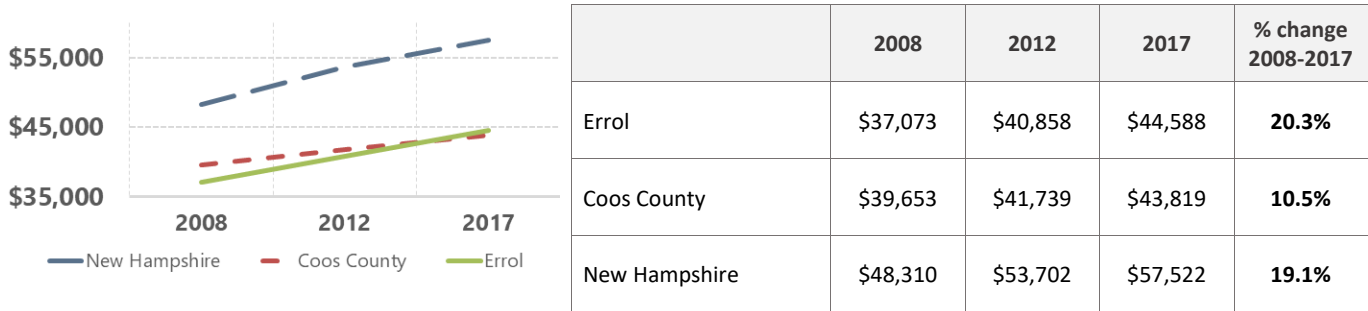 $55,000
$45,000
$35,000
2008 2012 2017
New Hampshire Coos County Errol
2008 2012 2017 % change
2008-2017
Errol $37,073 $40,858 $44,588 20.3%
Coos County $39,653 $41,739 $43,819 10.5%
New Hampshire $48,310 $53,702 $57,522 19.1%